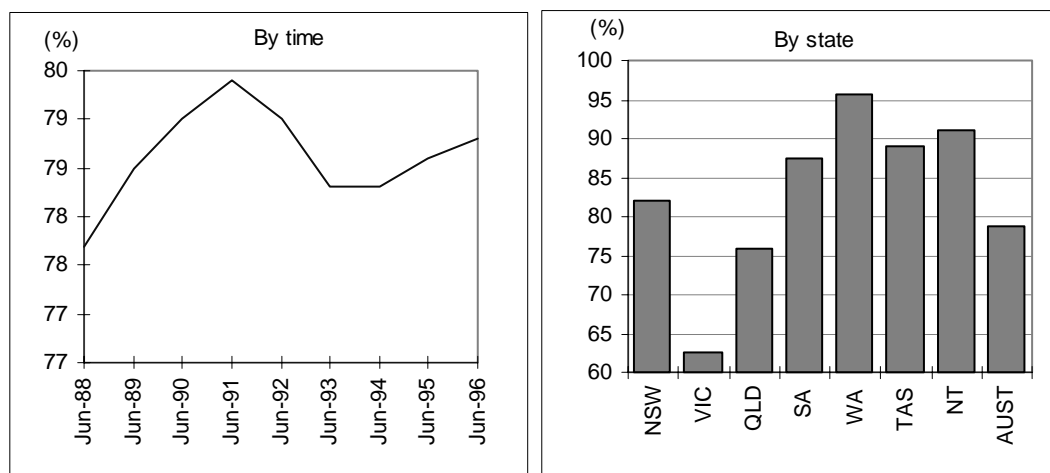 (%)
By time
80
79
79
78
78
77
77
Jun-88
Jun-89
Jun-90
Jun-91
Jun-92
Jun-93
Jun-94
Jun-95
Jun-96
(%)
By state
100
95
90
85
80
75
70
65
60
NSW
VIC
QLD
SA
WA
TAS
NT
AUST